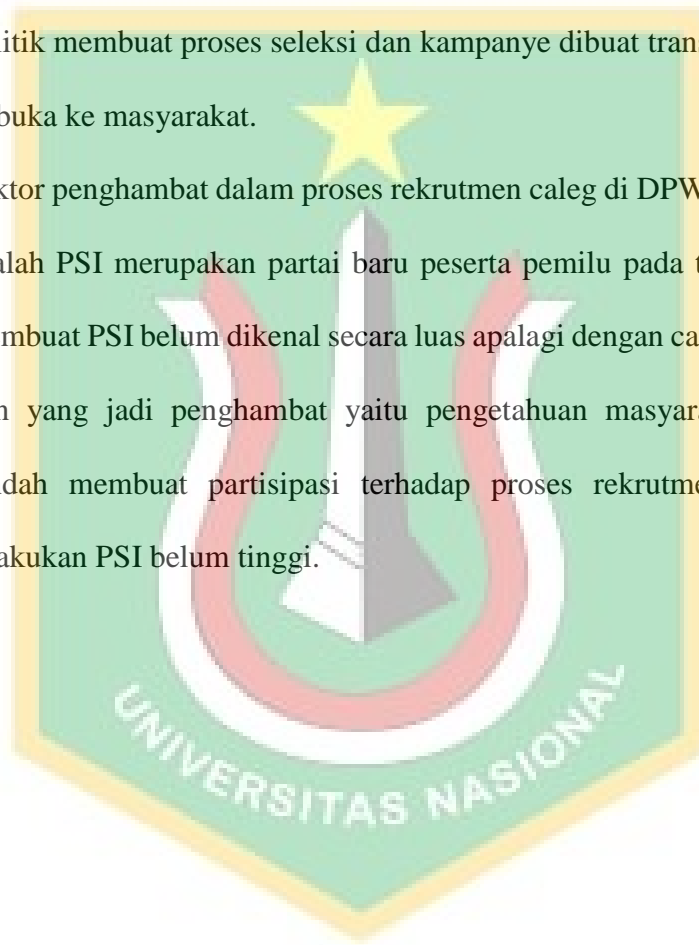 litik membuat proses seleksi dan kampanye dibuat tran
buka ke masyarakat.
ktor penghambat dalam proses rekrutmen caleg di DPW
alah PSI merupakan partai baru peserta pemilu pada t
mbuat PSI belum dikenal secara luas apalagi dengan ca
n yang jadi penghambat yaitu pengetahuan masyara
dah membuat partisipasi terhadap proses rekrutme
akukan PSI belum tinggi.
UNIVERSITAS NASIONAL